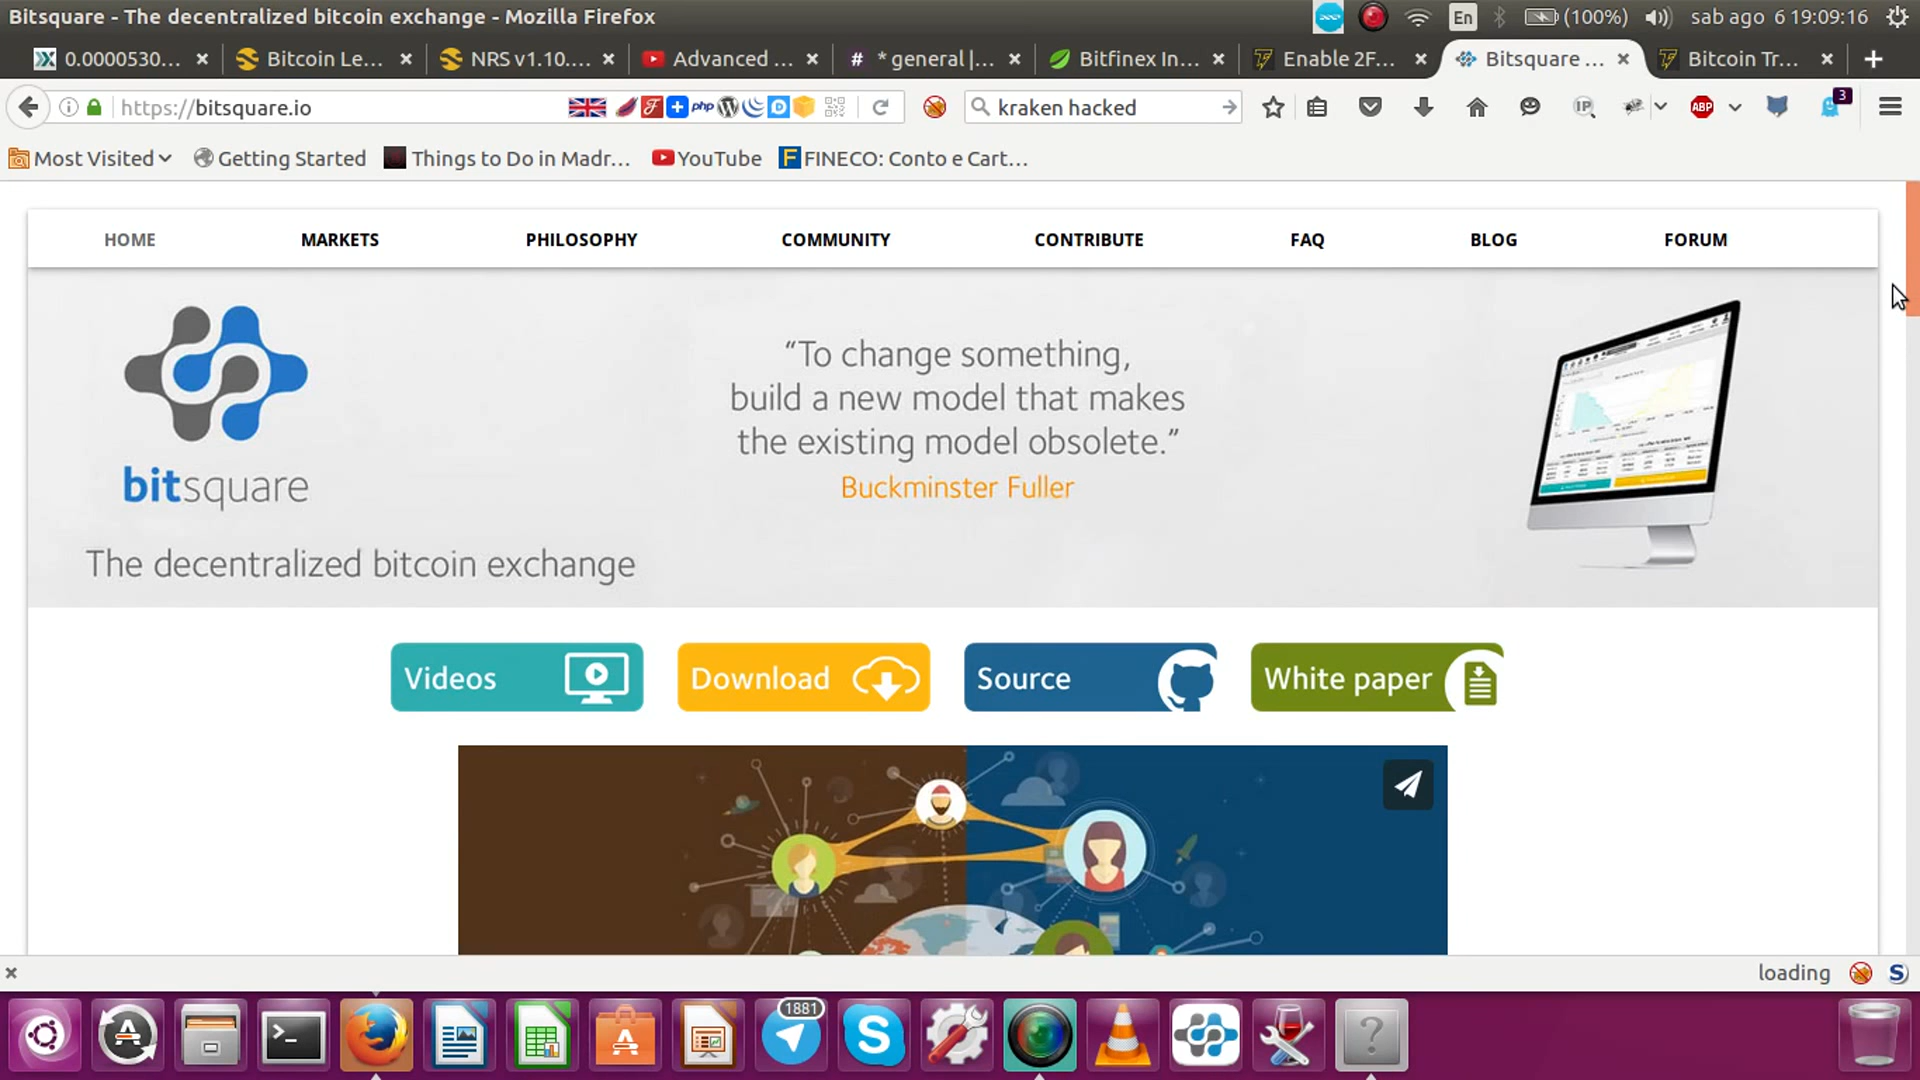 Bitsquare - The decentralized bitcoin exchange - Mozilla Firefox
En
(100%)
sab ago 6 19:09:16
0.0000530...
Bitcoin Le...
NRS v1.10....
Advanced ...
* general |...
Bitfinex In...
Enable 2F...
Bitsquare ...
Bitcoin Tr...
https://bitsquare.io
php
kraken hacked
IP
ABP
3
Most Visited
Getting Started
Things to Do in Madr...
YouTube
FINECO: Conto e Cart...
HOME
MARKETS
PHILOSOPHY
COMMUNITY
CONTRIBUTE
FAQ
BLOG
FORUM
bitsquare
The decentralized bitcoin exchange
“To change something,
build a new model that makes
the existing model obsolete.”
Buckminster Fuller
Videos
Download
Source
White paper
loading
1881